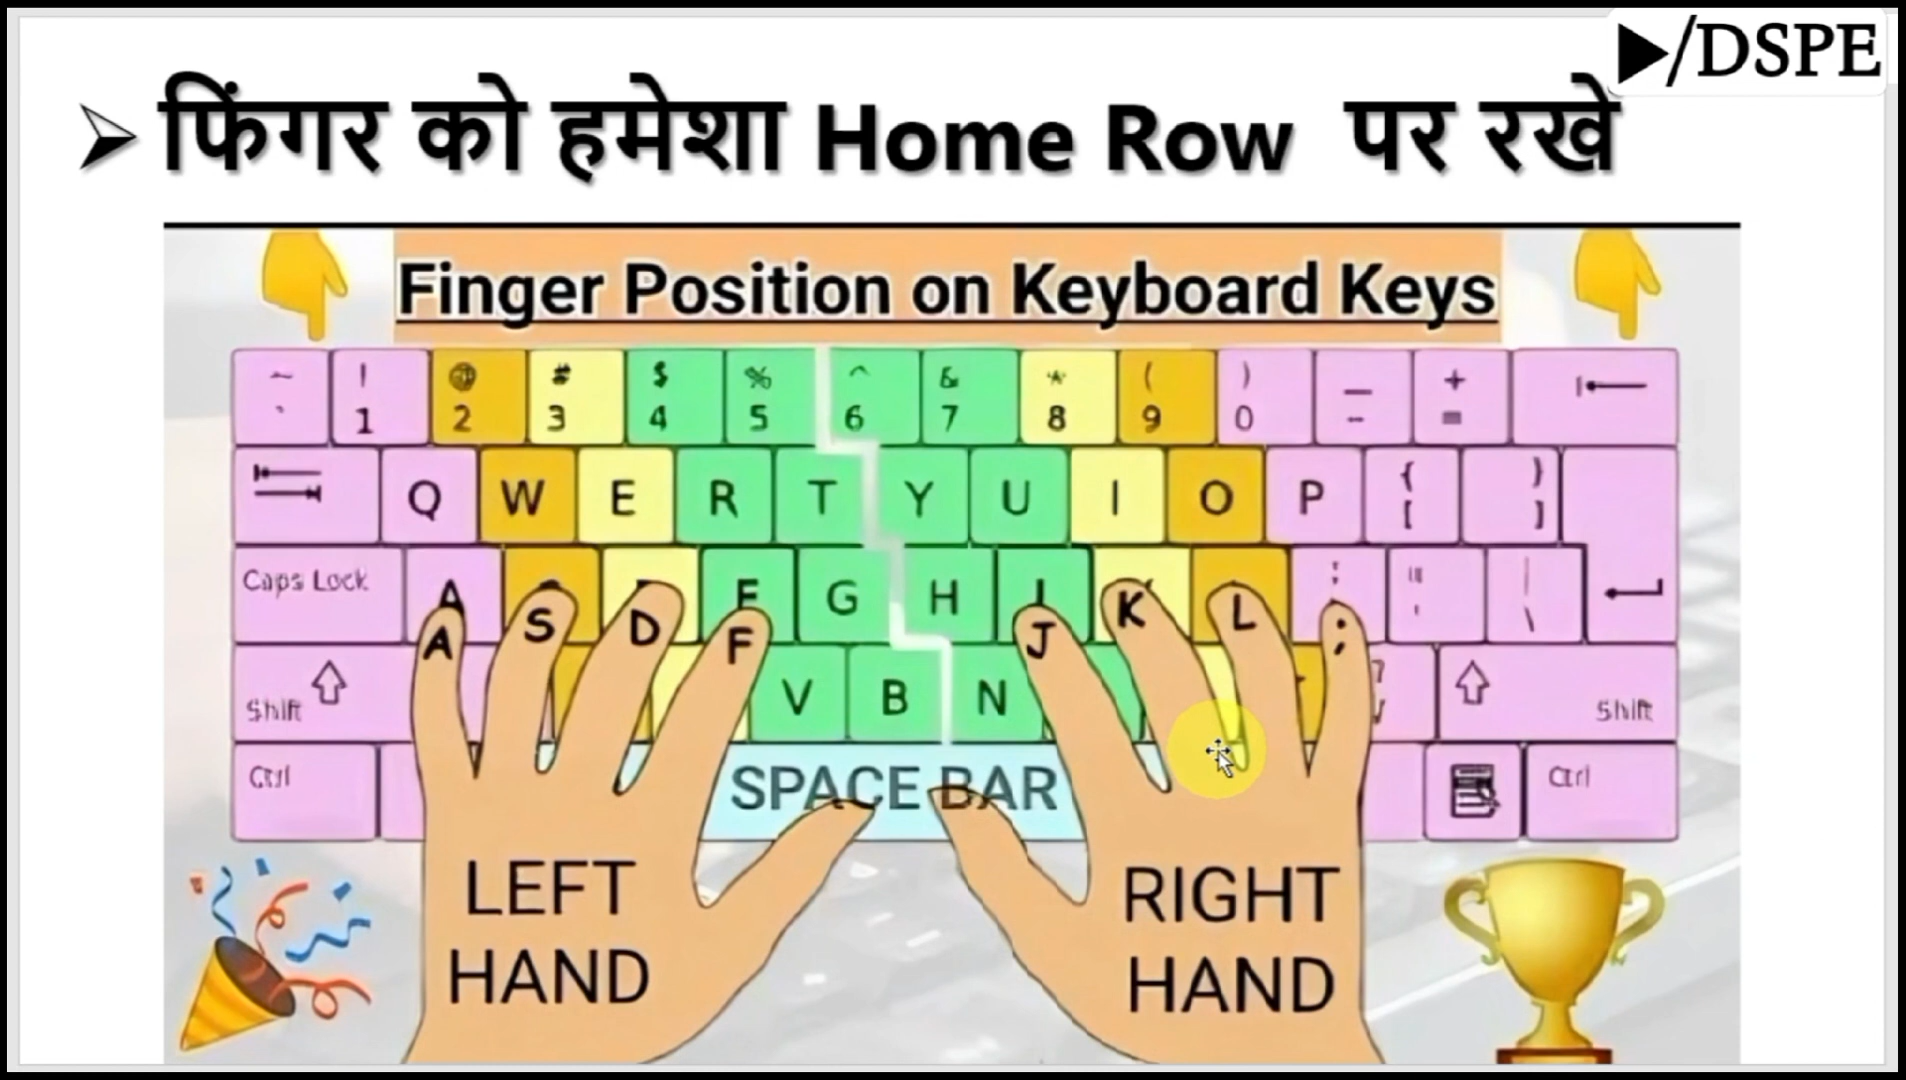 /DSPE
फिंगर को हमेशा Home Row पर रखे
Finger Position on Keyboard Keys
~ ! @ # $ % ^ & * ( ) _ +
` 1 2 3 4 5 6 7 8 9 0 - =
Q W E R T Y U I O P { [ } ]
Caps Lock A F G H J : " ' | \
A S D F J K L ;
Shift V B N ? Shift
Ctrl SPACE BAR Ctrl
LEFT HAND
RIGHT HAND